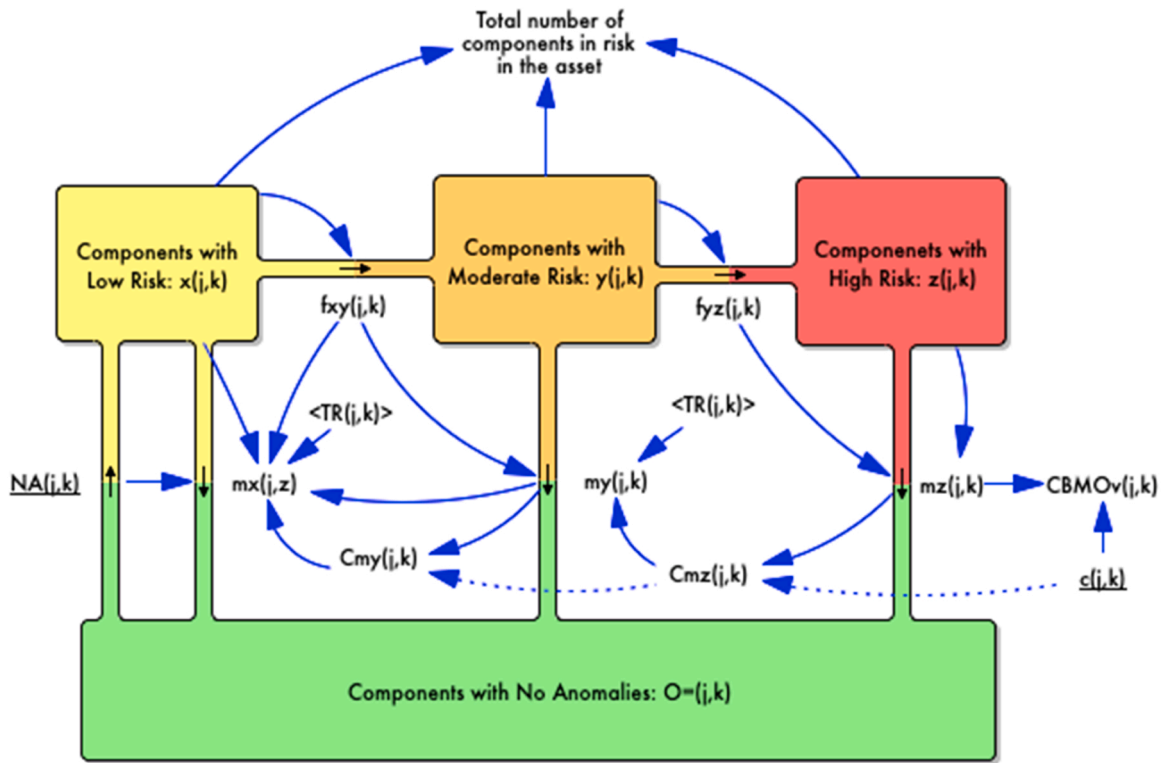 Total number of
components in risk
in the asset
Components with
Low Risk: x(j,k)
Components with
Moderate Risk: y(j,k)
Componenets with
High Risk: z(j,k)
fxy(j,k)
fyz(j,k)
<TR(j,k)>
<TR(j,k)>
NA(j,k)
mx(j,z)
my(j,k)
mz(j,k)
CBMOv(j,k)
Cmy(j,k)
Cmz(j,k)
c(j,k)
Components with No Anomalies: O=(j,k)